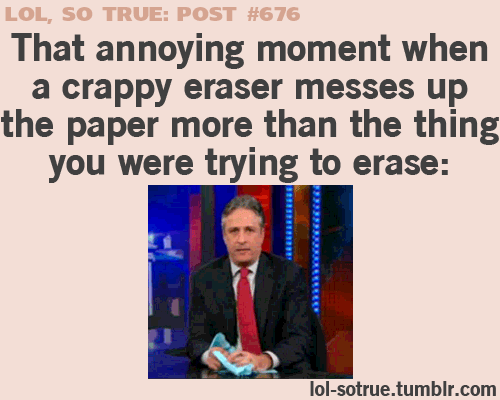 LOL, SO TRUE: POST #676
That annoying moment when
a crappy eraser messes up
the paper more than the thing
you were trying to erase:
lol-sotrue.tumblr.com